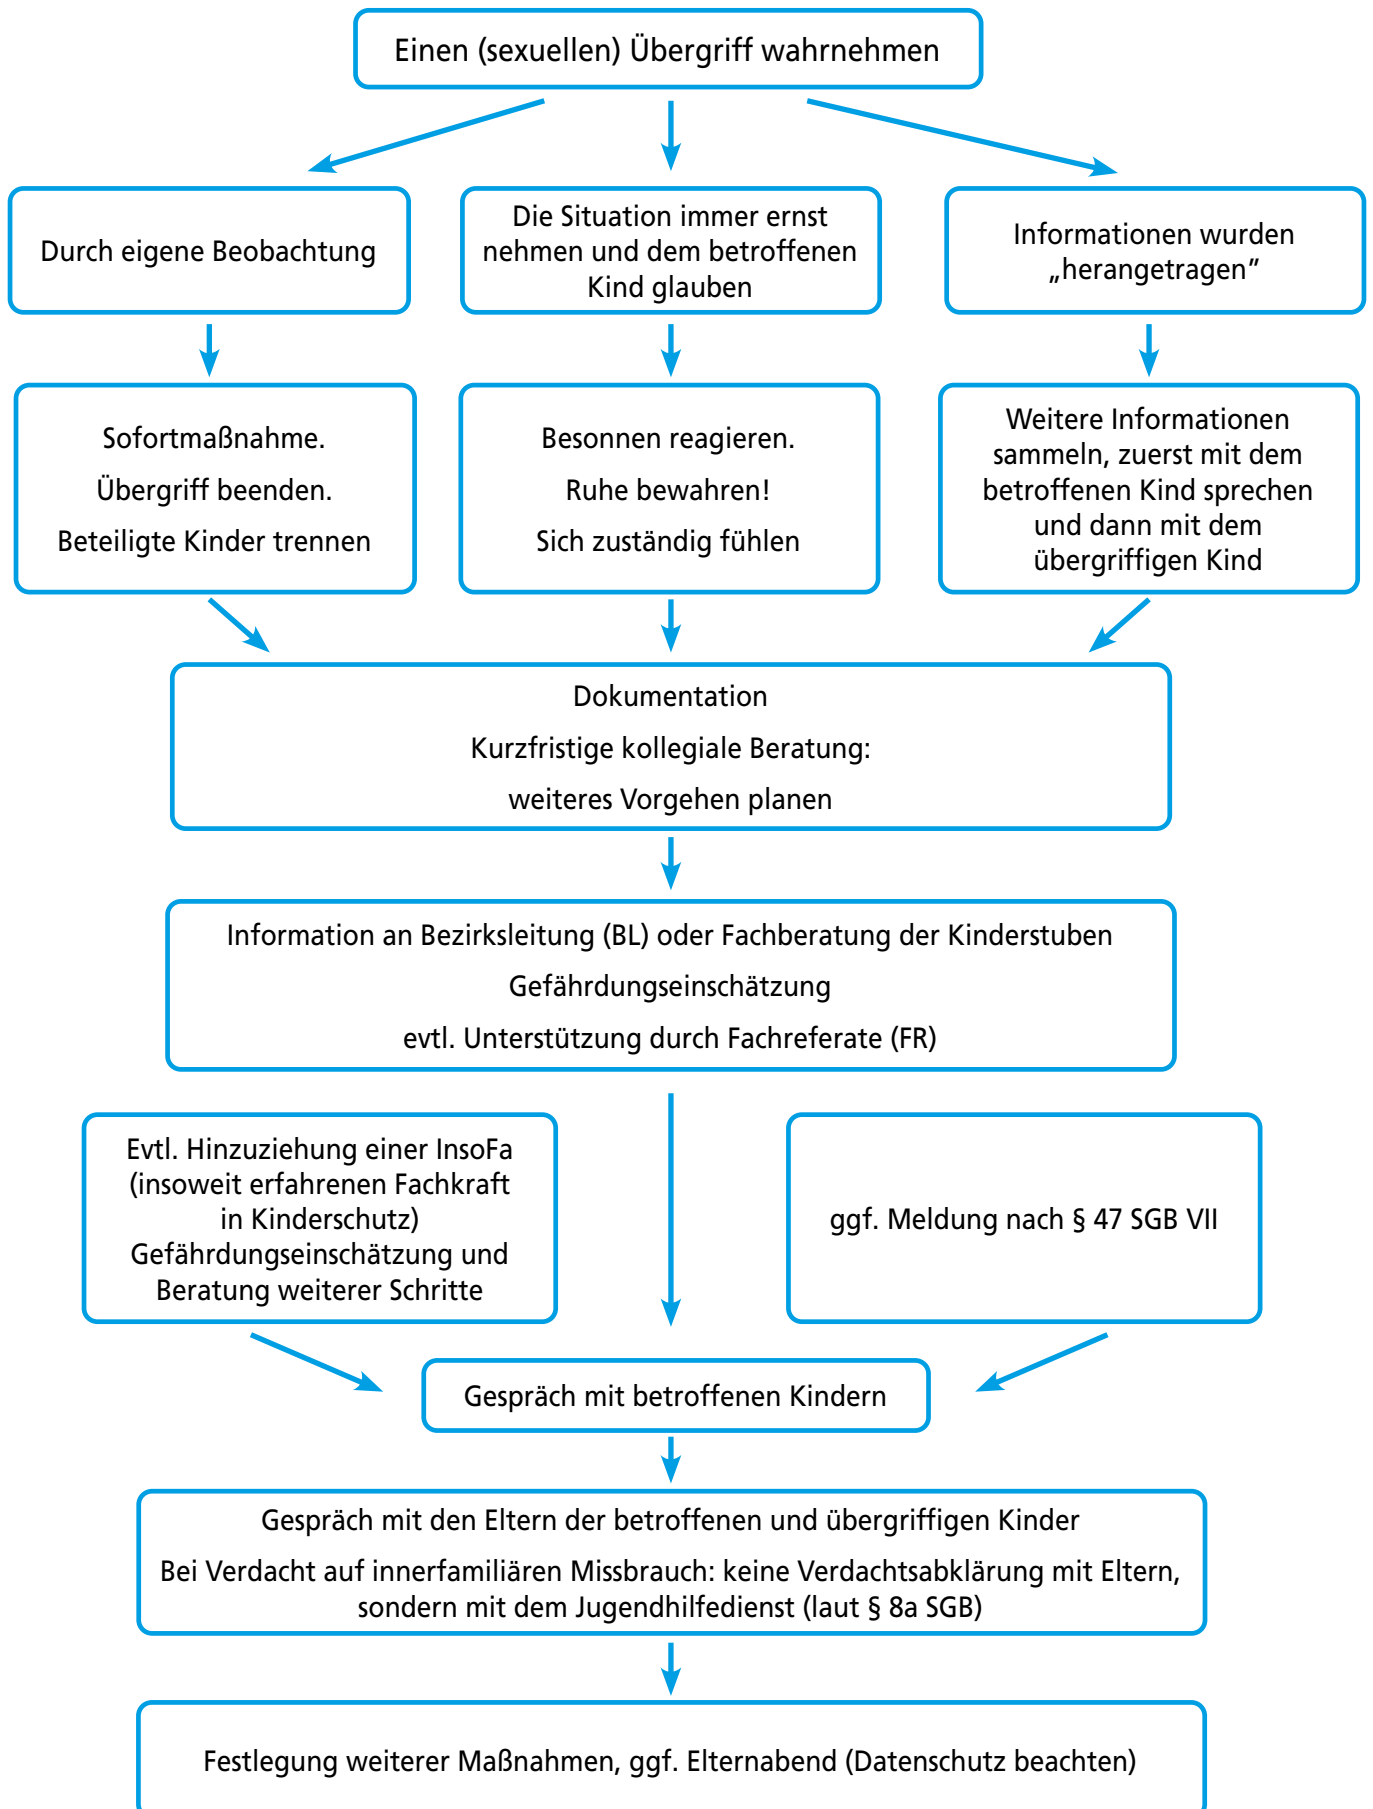 Einen (sexuellen) Übergriff wahrnehmen
Durch eigene Beobachtung
Die Situation immer ernst
nehmen und dem betroffenen
Kind glauben
Informationen wurden
„herangetragen”
Sofortmaßnahme.
Übergriff beenden.
Beteiligte Kinder trennen
Besonnen reagieren.
Ruhe bewahren!
Sich zuständig fühlen
Weitere Informationen
sammeln, zuerst mit dem
betroffenen Kind sprechen
und dann mit dem
übergriffigen Kind
Dokumentation
Kurzfristige kollegiale Beratung:
weiteres Vorgehen planen
Information an Bezirksleitung (BL) oder Fachberatung der Kinderstuben
Gefährdungseinschätzung
evtl. Unterstützung durch Fachreferate (FR)
Evtl. Hinzuziehung einer InsoFa
(insoweit erfahrenen Fachkraft
in Kinderschutz)
Gefährdungseinschätzung und
Beratung weiterer Schritte
ggf. Meldung nach § 47 SGB VII
Gespräch mit betroffenen Kindern
Gespräch mit den Eltern der betroffenen und übergriffigen Kinder
Bei Verdacht auf innerfamiliären Missbrauch: keine Verdachtsabklärung mit Eltern,
sondern mit dem Jugendhilfedienst (laut § 8a SGB)
Festlegung weiterer Maßnahmen, ggf. Elternabend (Datenschutz beachten)